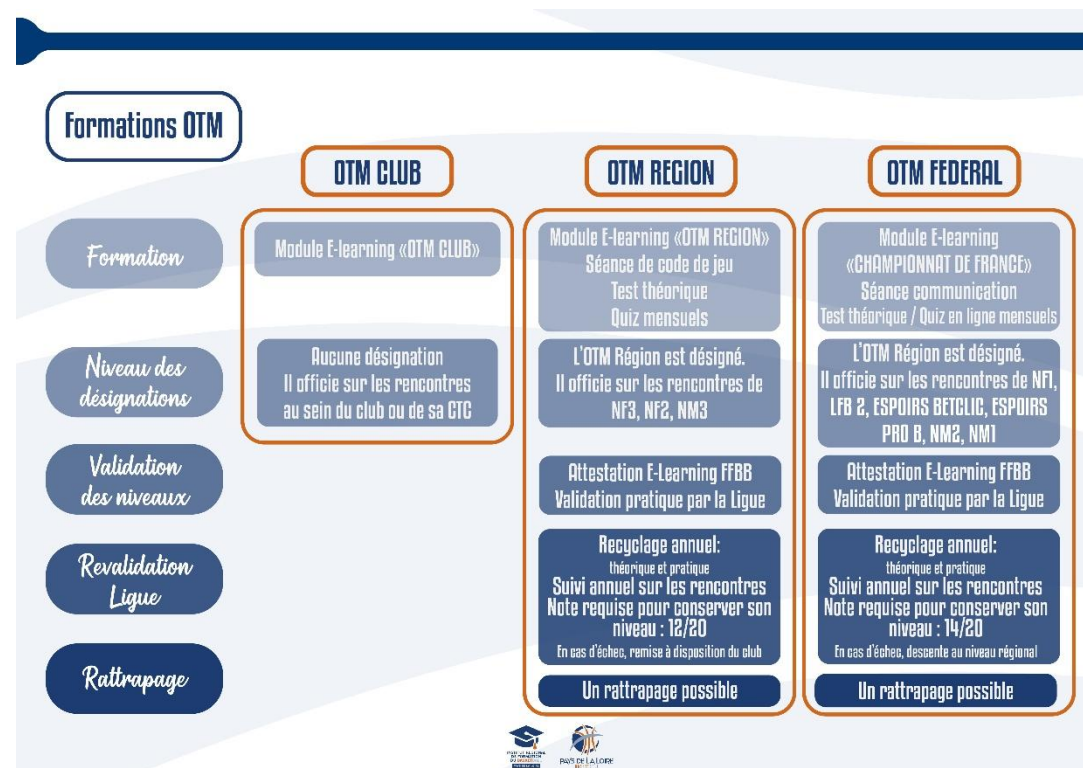 Formations OTM
OTM CLUB
OTM REGION
OTM FEDERAL
Formation
Module E-learning «OTM CLUB»
Module E-learning «OTM REGION»
Séance de code de jeu
Test théorique
Quiz mensuels
Module E-learning
«CHAMPIONNAT DE FRANCE»
Séance communication
Test théorique / Quiz en ligne mensuels
Niveau des
désignations
Aucune désignation
Il officie sur les rencontres
au sein du club ou de sa CTC
L'OTM Région est désigné.
Il officie sur les rencontres de
NF3, NF2, NM3
L'OTM Région est désigné.
Il officie sur les rencontres de NF1,
LFB 2, ESPOIRS BETCLIC, ESPOIRS
PRO B, NM2, NM1
Validation
des niveaux
Attestation E-Learning FFBB
Validation pratique par la Ligue
Attestation E-Learning FFBB
Validation pratique par la Ligue
Revalidation
Ligue
Recyclage annuel:
théorique et pratique
Suivi annuel sur les rencontres
Note requise pour conserver son
niveau : 12/20
En cas d'échec, remise à disposition du club
Recyclage annuel:
théorique et pratique
Suivi annuel sur les rencontres
Note requise pour conserver son
niveau : 14/20
En cas d'échec, descente au niveau régional
Rattrapage
Un rattrapage possible
Un rattrapage possible
INSTITUT RÉGIONAL
DE FORMATION
PAYS DE LA LOIRE